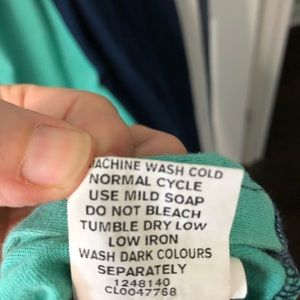 MACHINE WASH COLD
NORMAL CYCLE
USE MILD SOAP
DO NOT BLEACH
TUMBLE DRY LOW
LOW IRON
WASH DARK COLOURS
SEPARATELY
1248140
CL0047768